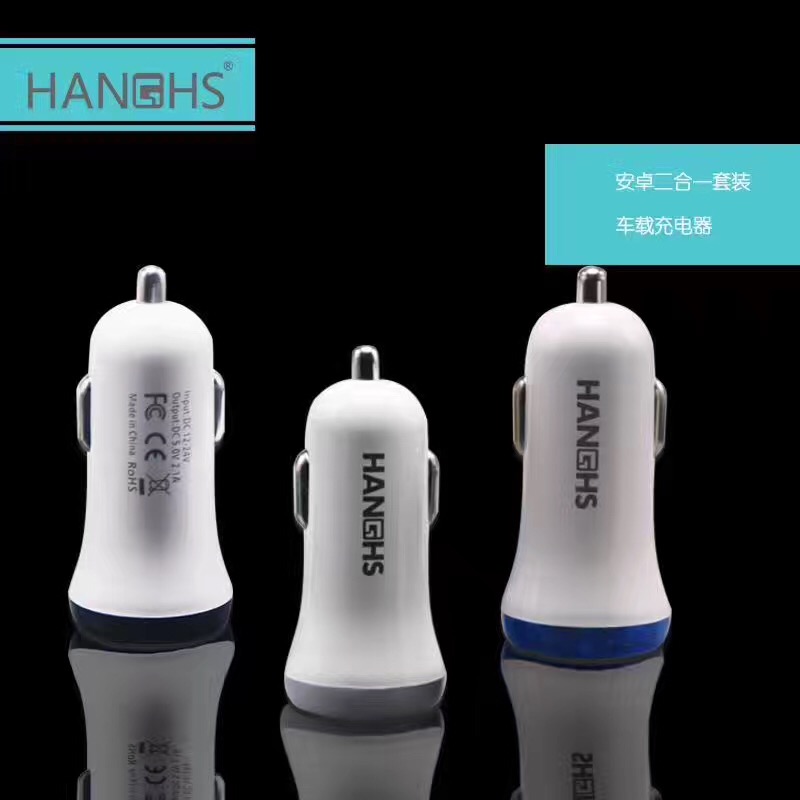 HANGHS®
安卓二合一套装
车载充电器
Input:DC 12-24V
Output:DC 5.0V 2.1A
FC CE
Made in China RoHS
HANGHS
HANGHS